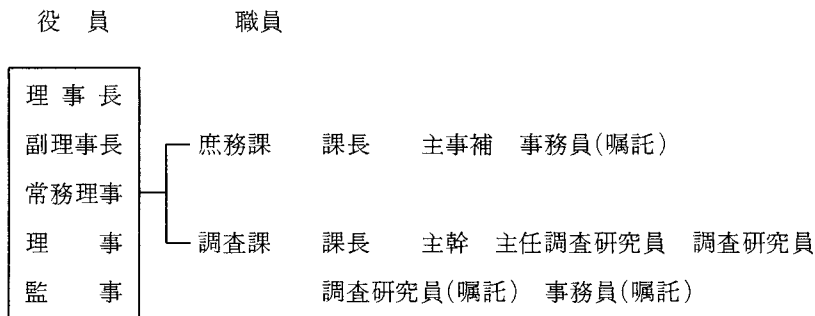 役員 職員
理事長
副理事長 庶務課 課長 主事補 事務員(嘱託)
常務理事
理事 調査課 課長 主幹 主任調査研究員 調査研究員
監事 調査研究員(嘱託) 事務員(嘱託)